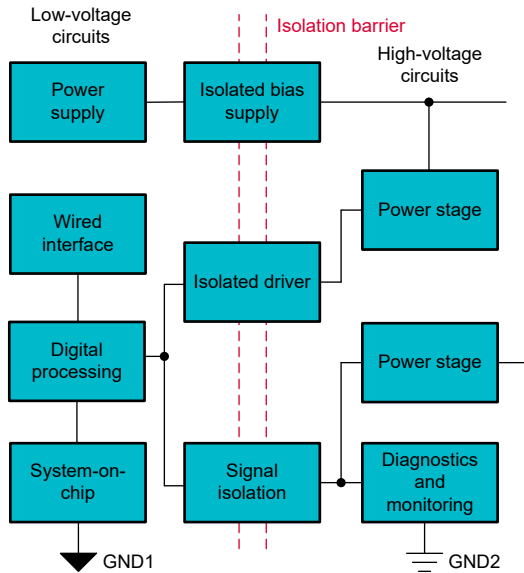 Low-voltage
circuits
Isolation barrier
High-voltage
circuits
Power
supply
Isolated bias
supply
Power stage
Wired
interface
Isolated driver
Digital
processing
Power stage
System-on-
chip
Signal
isolation
Diagnostics
and
monitoring
GND1
GND2